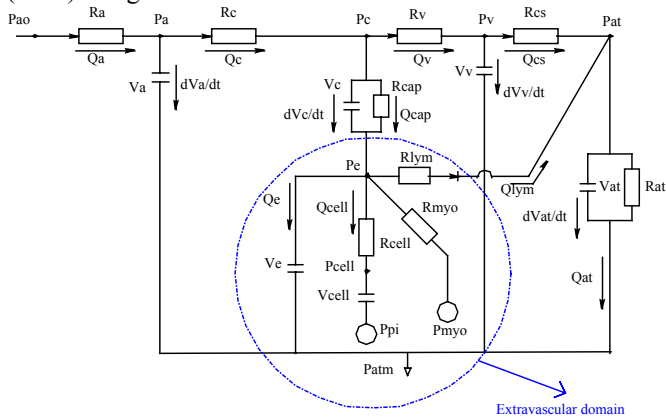 Pao Ra Pa Rc Pc Rv Pv Rcs Pat
Qa Qc Qv Qcs
Va dVa/dt Vc Rcap Vv dVv/dt
dVc/dt Qcap
Pe Rlym Qlym Vat Rat
Qe Qcell Rmyo dVat/dt
Rcell
Ve Pcell Qat
Vcell
Ppi Pmyo
Patm
Extravascular domain